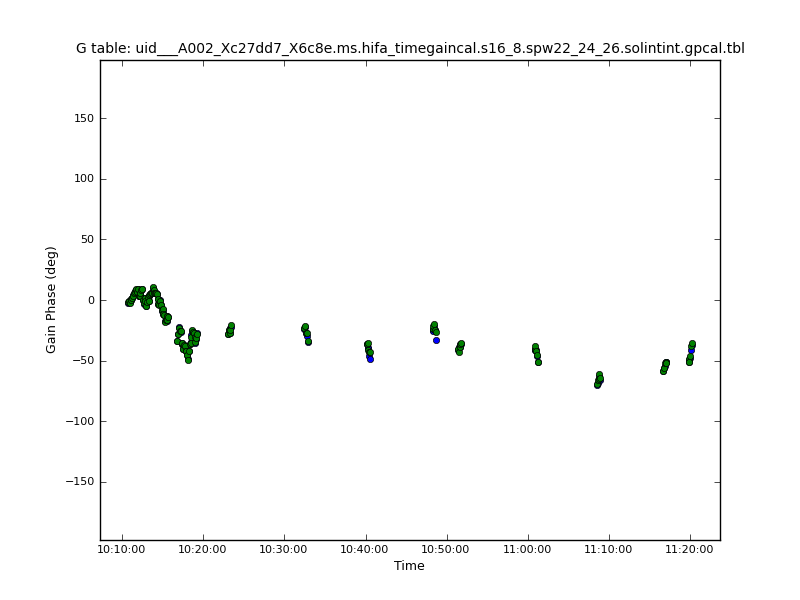 G table: uid___A002_Xc27dd7_X6c8e.ms.hifa_timegaincal.s16_8.spw22_24_26.solintint.gpcal.tbl
Gain Phase (deg)
150
100
50
0
−50
−100
−150
10:10:00 10:20:00 10:30:00 10:40:00 10:50:00 11:00:00 11:10:00 11:20:00
Time